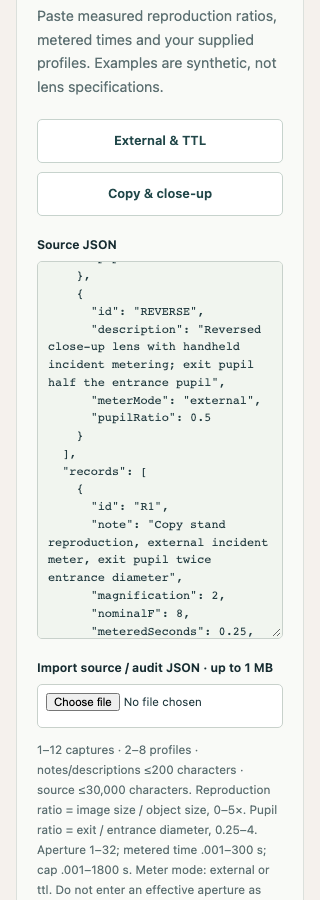 Paste measured reproduction ratios,
metered times and your supplied
profiles. Examples are synthetic, not
lens specifications.
External & TTL
Copy & close-up
Source JSON
},
{
"id": "REVERSE",
"description": "Reversed
close-up lens with handheld
incident metering; exit pupil
half the entrance pupil",
"meterMode": "external",
"pupilRatio": 0.5
}
],
"records": [
{
"id": "R1",
"note": "Copy stand
reproduction, external incident
meter, exit pupil twice
entrance diameter",
"magnification": 2,
"nominalF": 8,
"meteredSeconds": 0.25,
Import source / audit JSON · up to 1 MB
Choose file No file chosen
1–12 captures · 2–8 profiles ·
notes/descriptions ≤200 characters ·
source ≤30,000 characters. Reproduction
ratio = image size / object size, 0–5×. Pupil
ratio = exit / entrance diameter, 0.25–4.
Aperture 1–32; metered time .001–300 s;
cap .001–1800 s. Meter mode: external or
ttl. Do not enter an effective aperture as